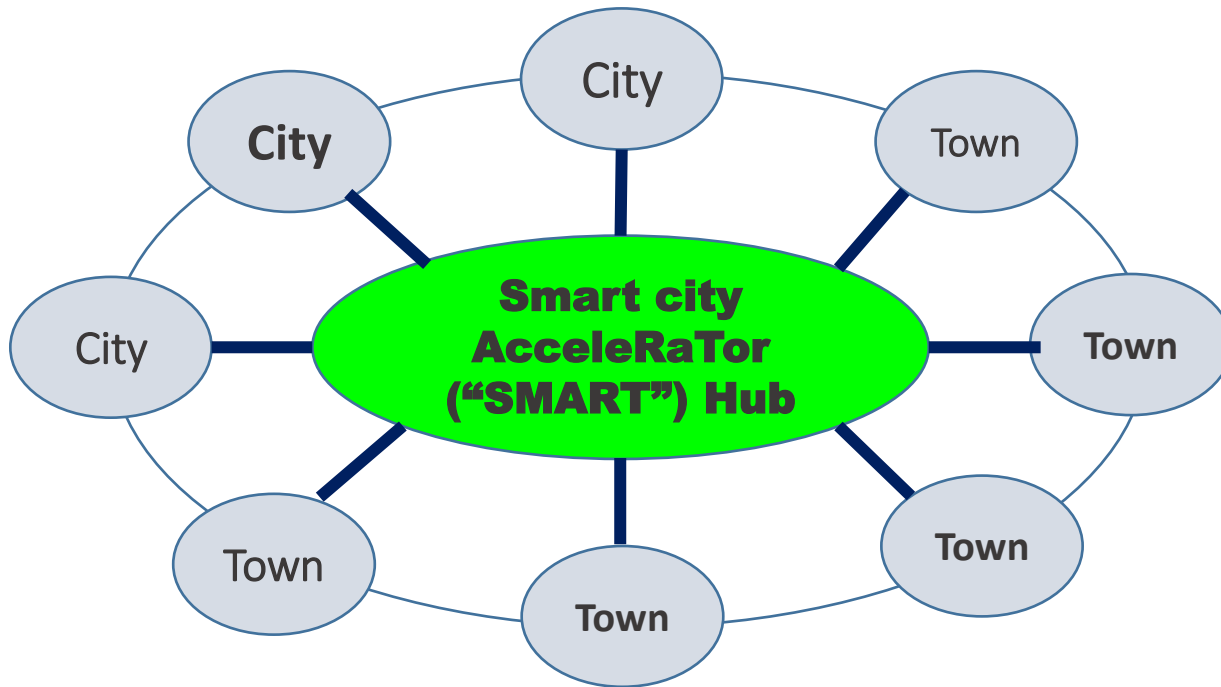 City
City
Town
City
Smart city
AcceleRaTor
(“SMART”) Hub
Town
Town
Town
Town